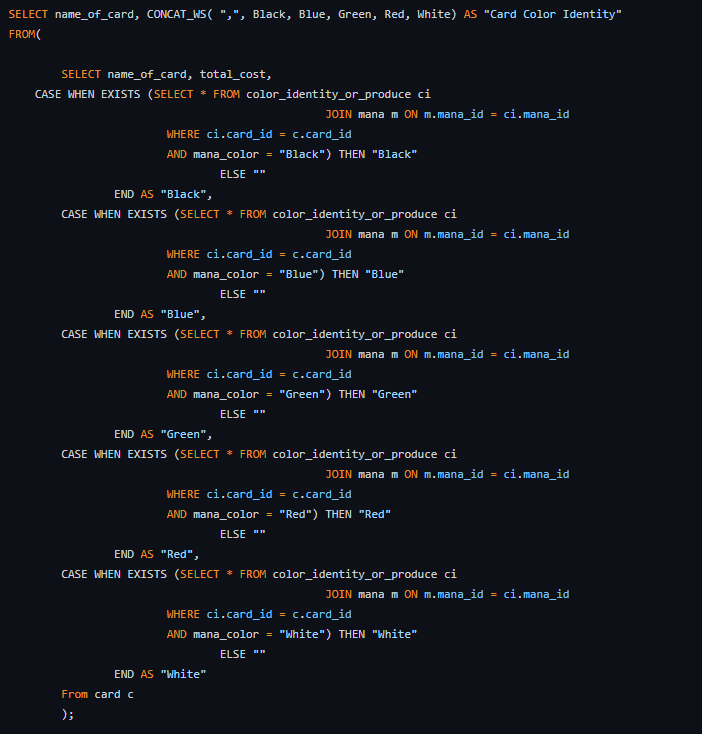 SELECT name_of_card, CONCAT_WS( ",", Black, Blue, Green, Red, White) AS "Card Color Identity"
FROM(
SELECT name_of_card, total_cost,
CASE WHEN EXISTS (SELECT * FROM color_identity_or_produce ci
JOIN mana m ON m.mana_id = ci.mana_id
WHERE ci.card_id = c.card_id
AND mana_color = "Black") THEN "Black"
ELSE ""
END AS "Black",
CASE WHEN EXISTS (SELECT * FROM color_identity_or_produce ci
JOIN mana m ON m.mana_id = ci.mana_id
WHERE ci.card_id = c.card_id
AND mana_color = "Blue") THEN "Blue"
ELSE ""
END AS "Blue",
CASE WHEN EXISTS (SELECT * FROM color_identity_or_produce ci
JOIN mana m ON m.mana_id = ci.mana_id
WHERE ci.card_id = c.card_id
AND mana_color = "Green") THEN "Green"
ELSE ""
END AS "Green",
CASE WHEN EXISTS (SELECT * FROM color_identity_or_produce ci
JOIN mana m ON m.mana_id = ci.mana_id
WHERE ci.card_id = c.card_id
AND mana_color = "Red") THEN "Red"
ELSE ""
END AS "Red",
CASE WHEN EXISTS (SELECT * FROM color_identity_or_produce ci
JOIN mana m ON m.mana_id = ci.mana_id
WHERE ci.card_id = c.card_id
AND mana_color = "White") THEN "White"
ELSE ""
END AS "White"
From card c
);